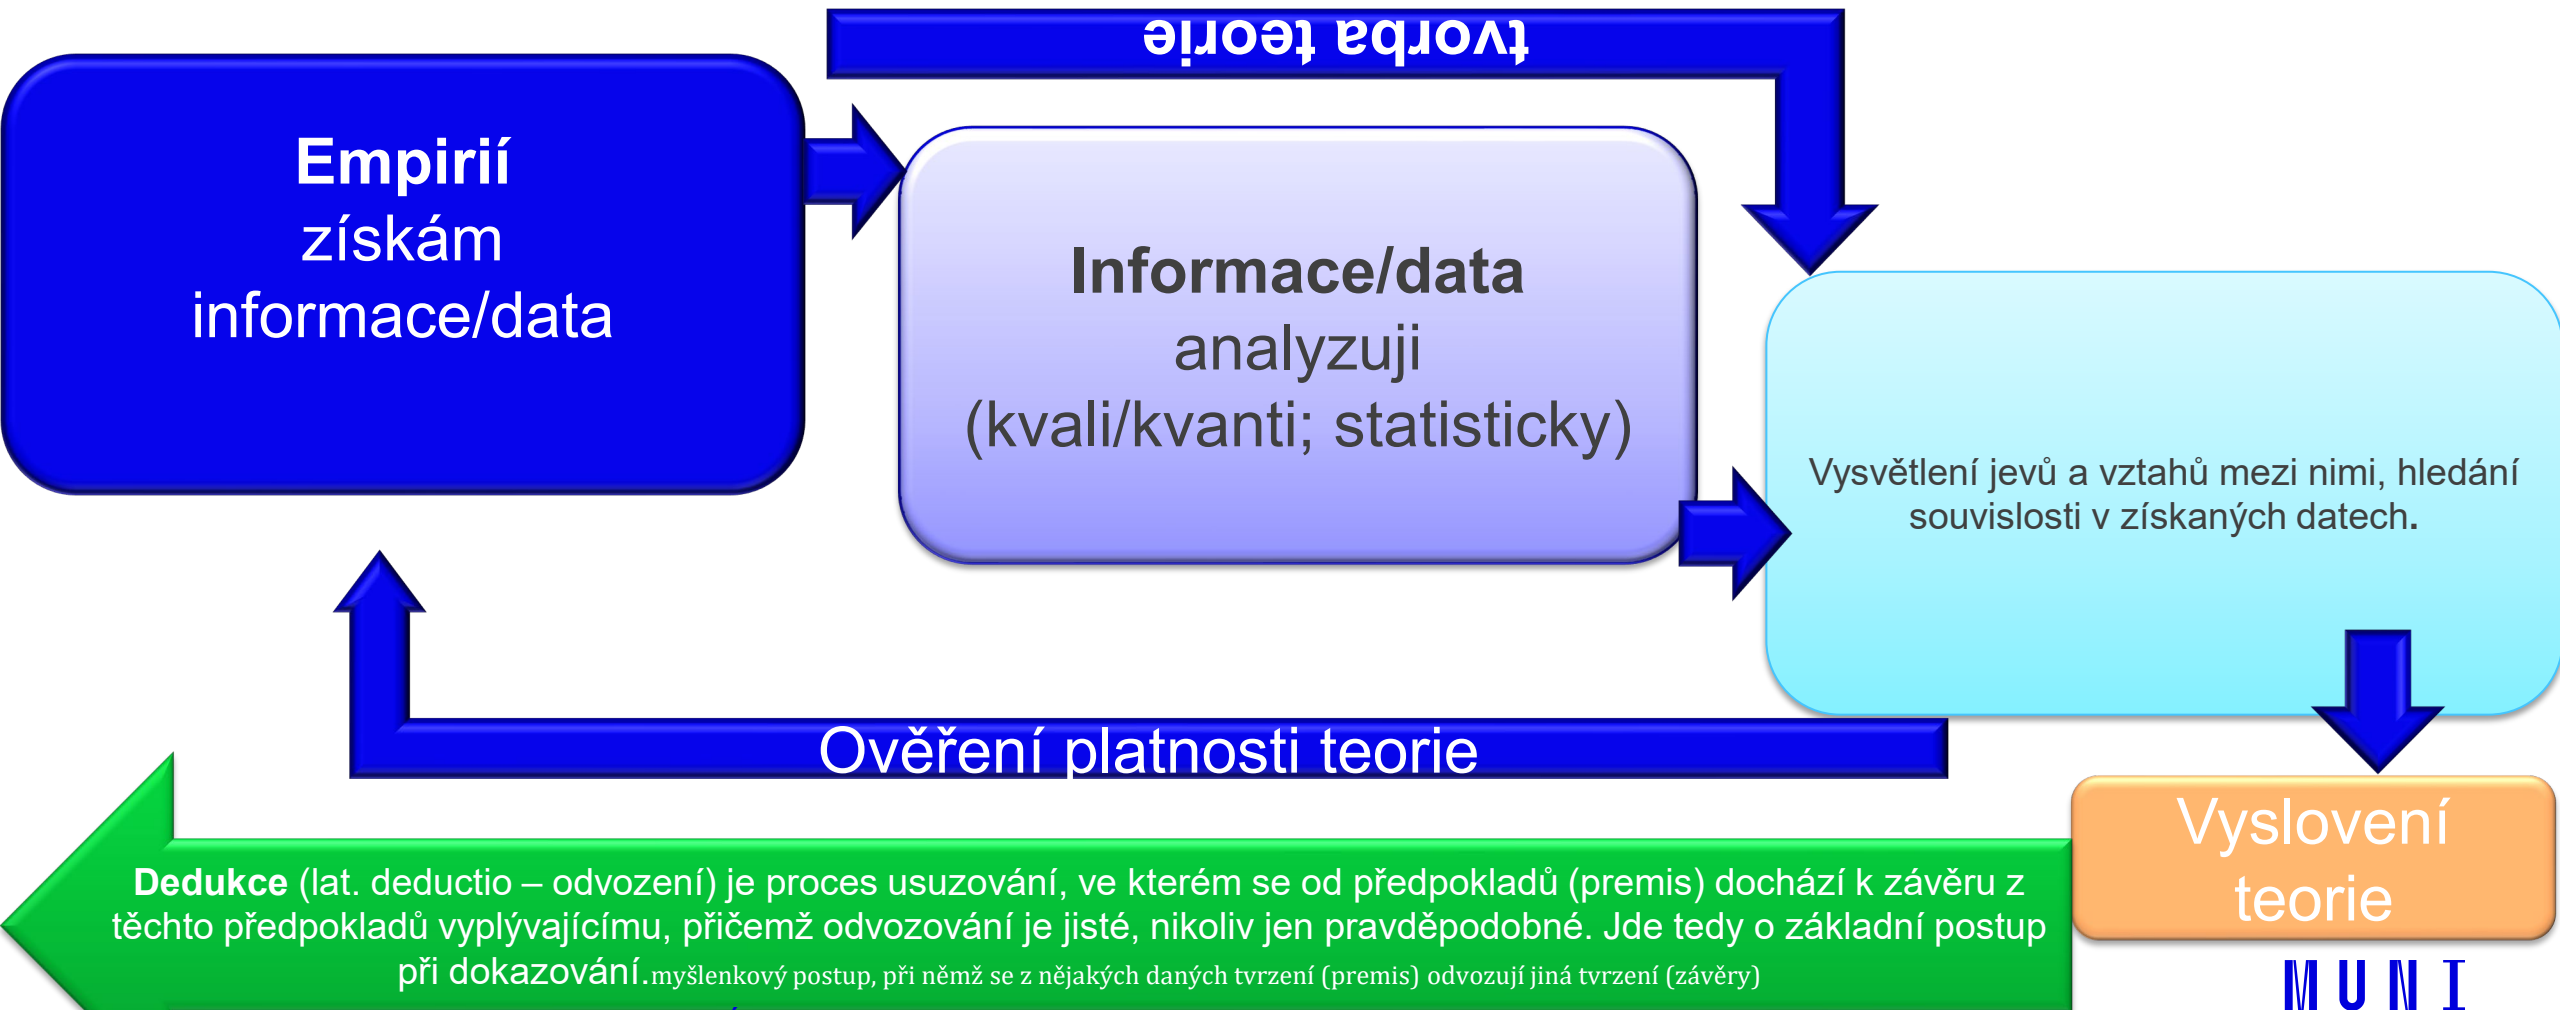 tvorba teorie
Empirií
získám
informace/data
Informace/data
analyzuji
(kvali/kvanti; statisticky)
Vysvětlení jevů a vztahů mezi nimi, hledání
souvislosti v získaných datech.
Ověření platnosti teorie
Vyslovení
teorie
Dedukce (lat. deductio – odvození) je proces usuzování, ve kterém se od předpokladů (premis) dochází k závěru z
těchto předpokladů vyplývajícímu, přičemž odvozování je jisté, nikoliv jen pravděpodobné. Jde tedy o základní postup
při dokazování.myšlenkový postup, při němž se z nějakých daných tvrzení (premis) odvozují jiná tvrzení (závěry)
MUNI